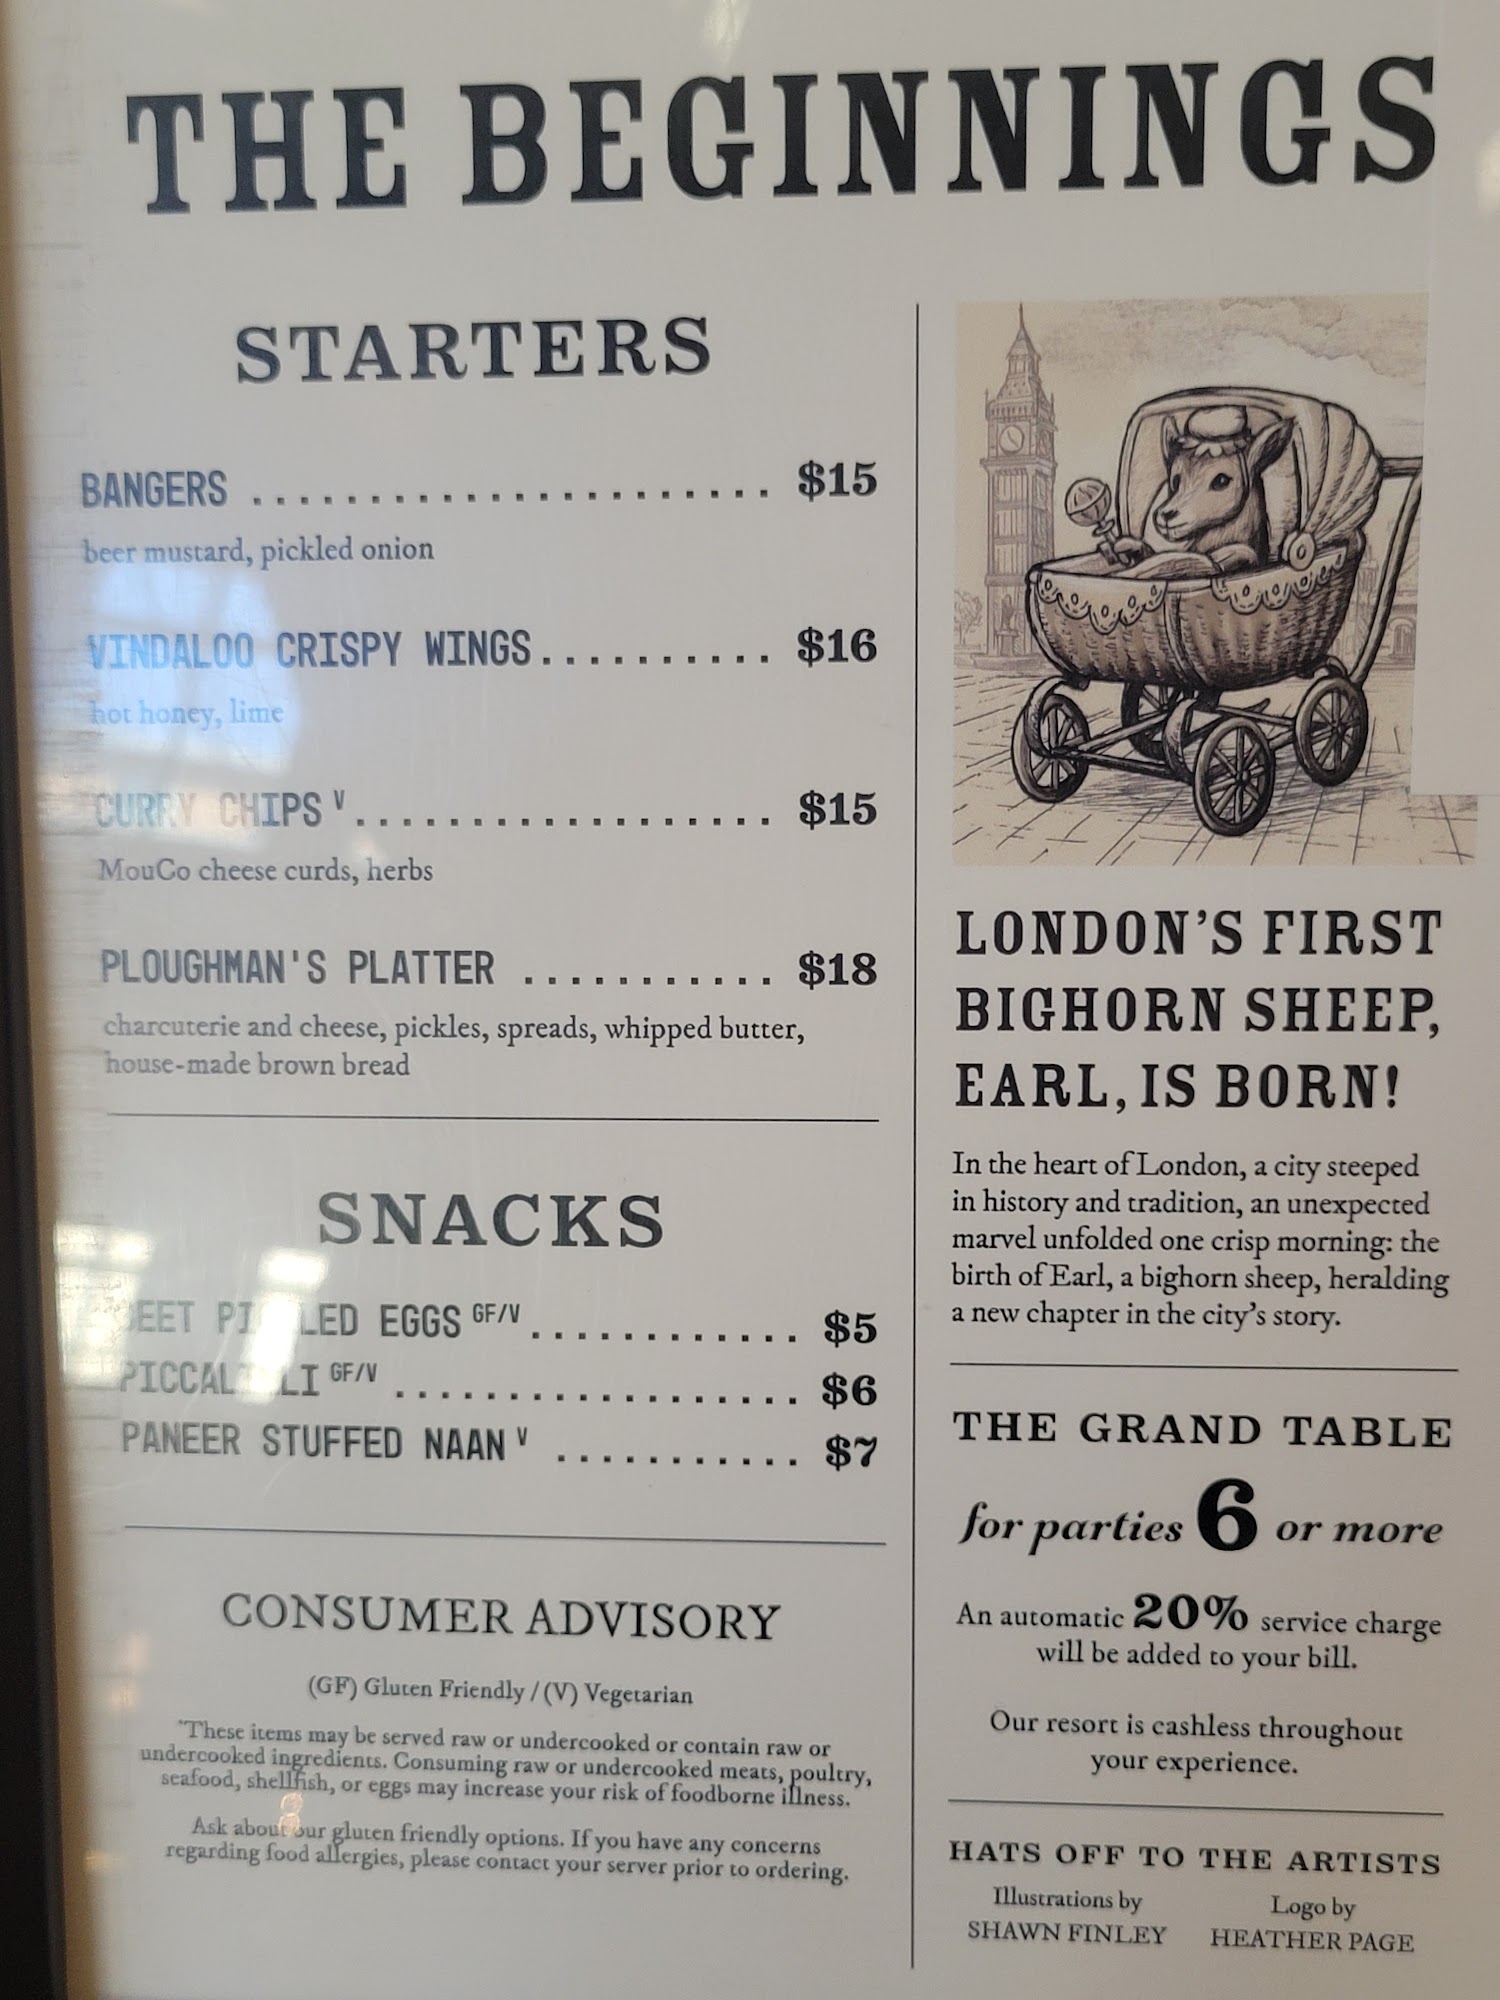 THE BEGINNINGS
STARTERS
BANGERS ...................... $15
beer mustard, pickled onion
VINDALOO CRISPY WINGS .......... $16
hot honey, lime
CURRY CHIPS V .................. $15
MouCo cheese curds, herbs
PLOUGHMAN'S PLATTER ........... $18
charcuterie and cheese, pickles, spreads, whipped butter,
house-made brown bread
SNACKS
BEET PICKLED EGGS GF/V ............ $5
PICCALILLI GF/V .................. $6
PANEER STUFFED NAAN V ........... $7
CONSUMER ADVISORY
(GF) Gluten Friendly / (V) Vegetarian
*These items may be served raw or undercooked or contain raw or
undercooked ingredients. Consuming raw or undercooked meats, poultry,
seafood, shellfish, or eggs may increase your risk of foodborne illness.
Ask about our gluten friendly options. If you have any concerns
regarding food allergies, please contact your server prior to ordering.
LONDON'S FIRST
BIGHORN SHEEP,
EARL, IS BORN!
In the heart of London, a city steeped
in history and tradition, an unexpected
marvel unfolded one crisp morning: the
birth of Earl, a bighorn sheep, heralding
a new chapter in the city's story.
THE GRAND TABLE
for parties 6 or more
An automatic 20% service charge
will be added to your bill.
Our resort is cashless throughout
your experience.
HATS OFF TO THE ARTISTS
Illustrations by
SHAWN FINLEY
Logo by
HEATHER PAGE